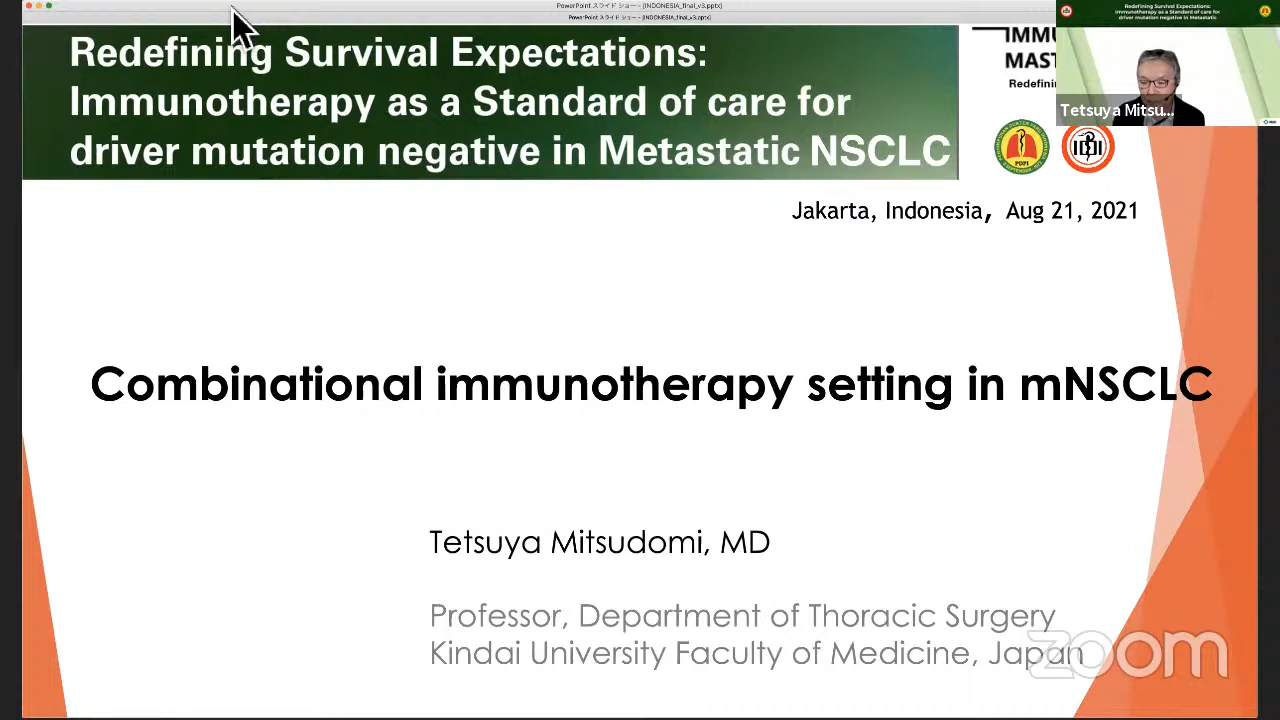 PowerPoint スライド ショー - [INDONESIA_final_v3.pptx]
PowerPoint スライド ショー - [INDONESIA_final_v3.pptx]
Redefining Survival Expectations:
Immunotherapy as a Standard of care for
driver mutation negative in Metastatic NSCLC
IMMU
MAST
Redefinin
PDPI
IDI
Redefining Survival Expectations:
Immunotherapy as a Standard of care for
driver mutation negative in Metastatic
Tetsuya Mitsu...
Jakarta, Indonesia, Aug 21, 2021
Combinational immunotherapy setting in mNSCLC
Tetsuya Mitsudomi, MD
Professor, Department of Thoracic Surgery
Kindai University Faculty of Medicine, Japan
zoom